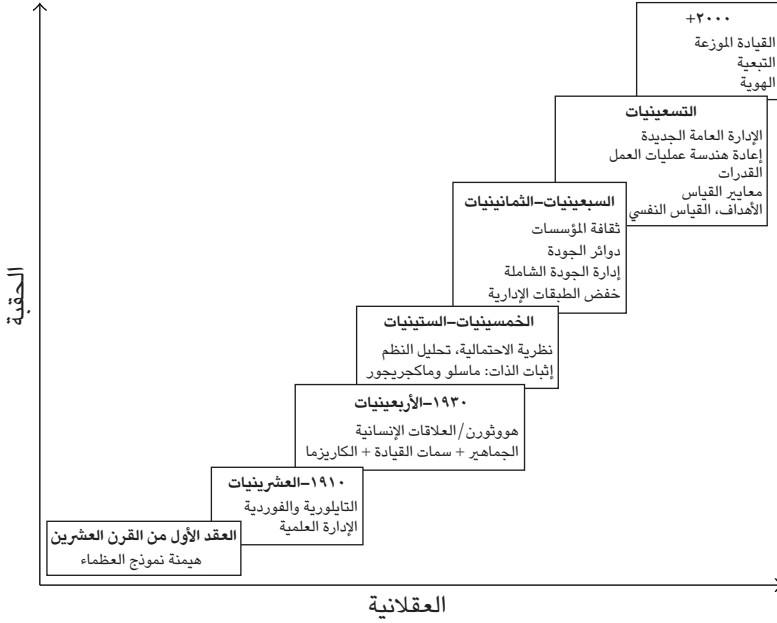 ٢٠٠٠+
القيادة الموزعة
التبعية
الهوية
التسعينيات
الإدارة العامة الجديدة
إعادة هندسة عمليات العمل
القدرات
معايير القياس
الأهداف، القياس النفسي
السبعينيات–الثمانينيات
ثقافة المؤسسات
دوائر الجودة
إدارة الجودة الشاملة
خفض الطبقات الإدارية
الخمسينيات–الستينيات
نظرية الاحتمالية، تحليل النظم
إثبات الذات: ماسلو وماكجريجور
١٩٣٠–الأربعينيات
هووثورن/العلاقات الإنسانية
الجماهير + سمات القيادة + الكاريزما
١٩١٠–العشرينيات
التايلورية والفوردية
الإدارة العلمية
العقد الأول من القرن العشرين
هيمنة نموذج العظماء
الحقبة
العقلانية